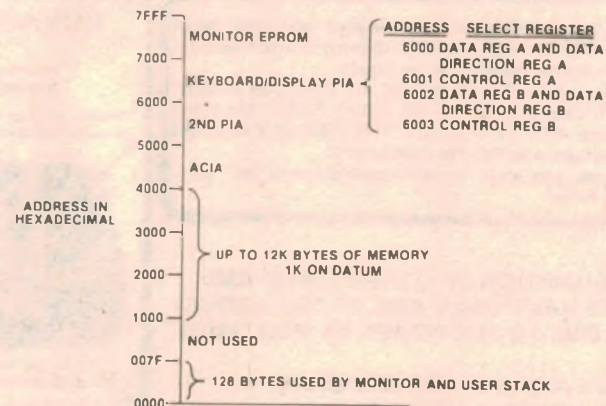 7FFF
MONITOR EPROM
7000
KEYBOARD/DISPLAY PIA
6000
2ND PIA
5000
ACIA
4000
ADDRESS IN
HEXADECIMAL
3000
UP TO 12K BYTES OF MEMORY
1K ON DATUM
2000
1000
NOT USED
007F
128 BYTES USED BY MONITOR AND USER STACK
0000
ADDRESS SELECT REGISTER
6000 DATA REG A AND DATA
DIRECTION REG A
6001 CONTROL REG A
6002 DATA REG B AND DATA
DIRECTION REG B
6003 CONTROL REG B